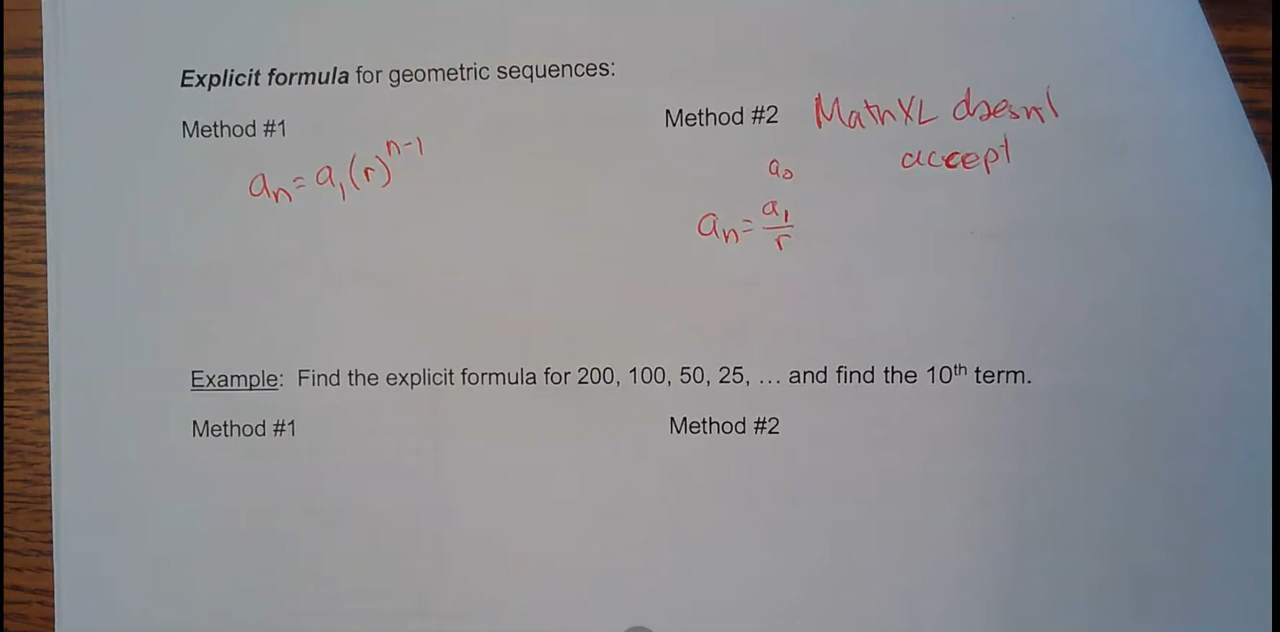 Explicit formula for geometric sequences:
Method #1
Method #2 MathXL doesn't
accept
aₙ = a₁(r)ⁿ⁻¹
a₀
aₙ = a₁/r
Example: Find the explicit formula for 200, 100, 50, 25, … and find the 10ᵗʰ term.
Method #1
Method #2